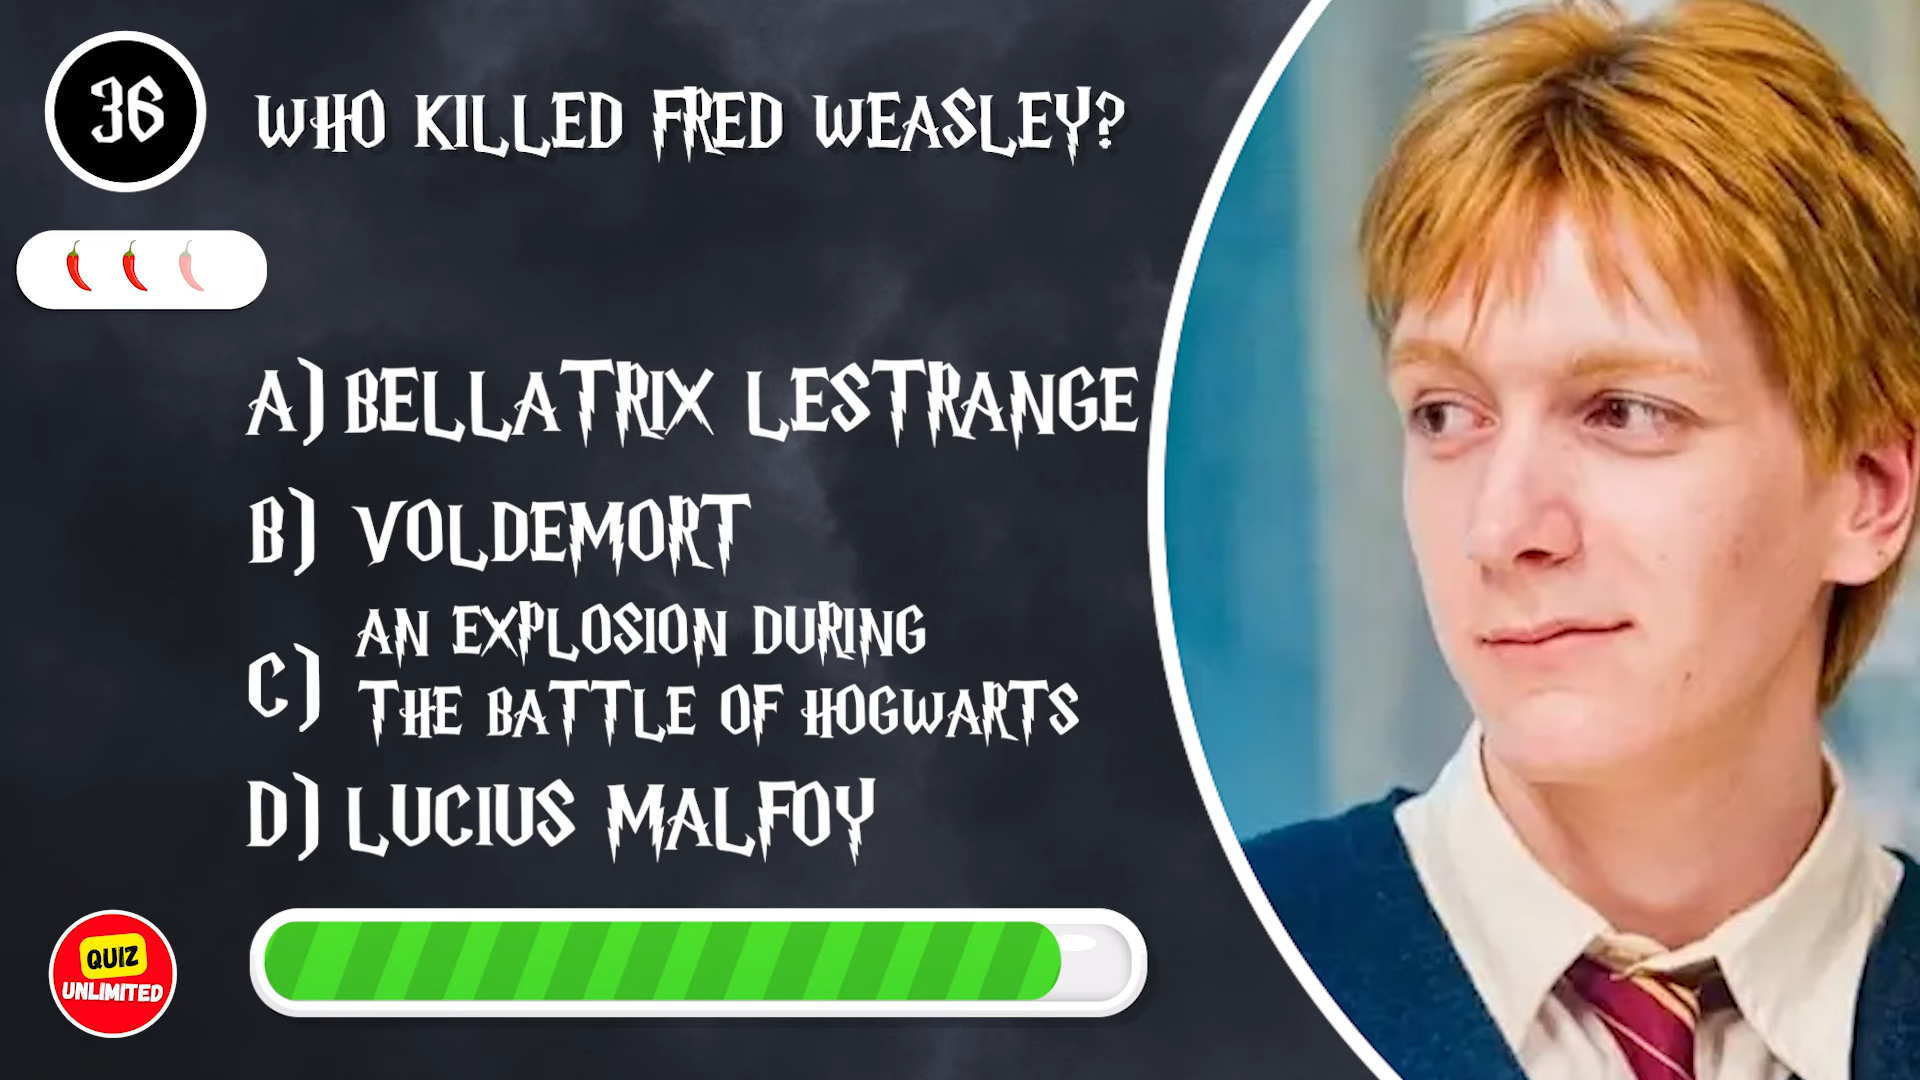 36
WHO KILLED FRED WEASLEY?
A) BELLATRIX LESTRANGE
B) VOLDEMORT
C) AN EXPLOSION DURING
THE BATTLE OF HOGWARTS
D) LUCIUS MALFOY
QUIZ
UNLIMITED